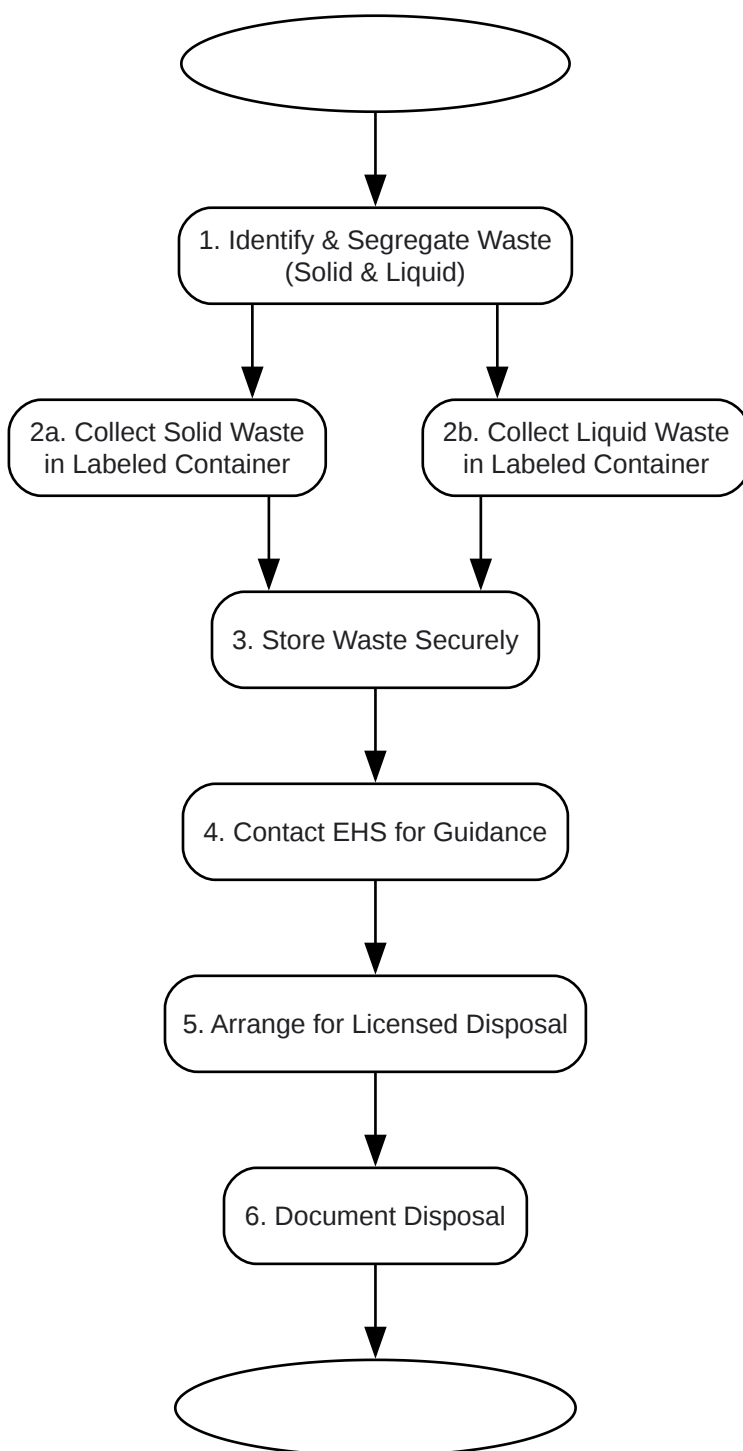 1. Identify & Segregate Waste
(Solid & Liquid)
2a. Collect Solid Waste
in Labeled Container
2b. Collect Liquid Waste
in Labeled Container
3. Store Waste Securely
4. Contact EHS for Guidance
5. Arrange for Licensed Disposal
6. Document Disposal